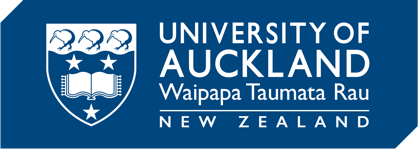 UNIVERSITY OF
AUCKLAND
Waipapa Taumata Rau
NEW ZEALAND